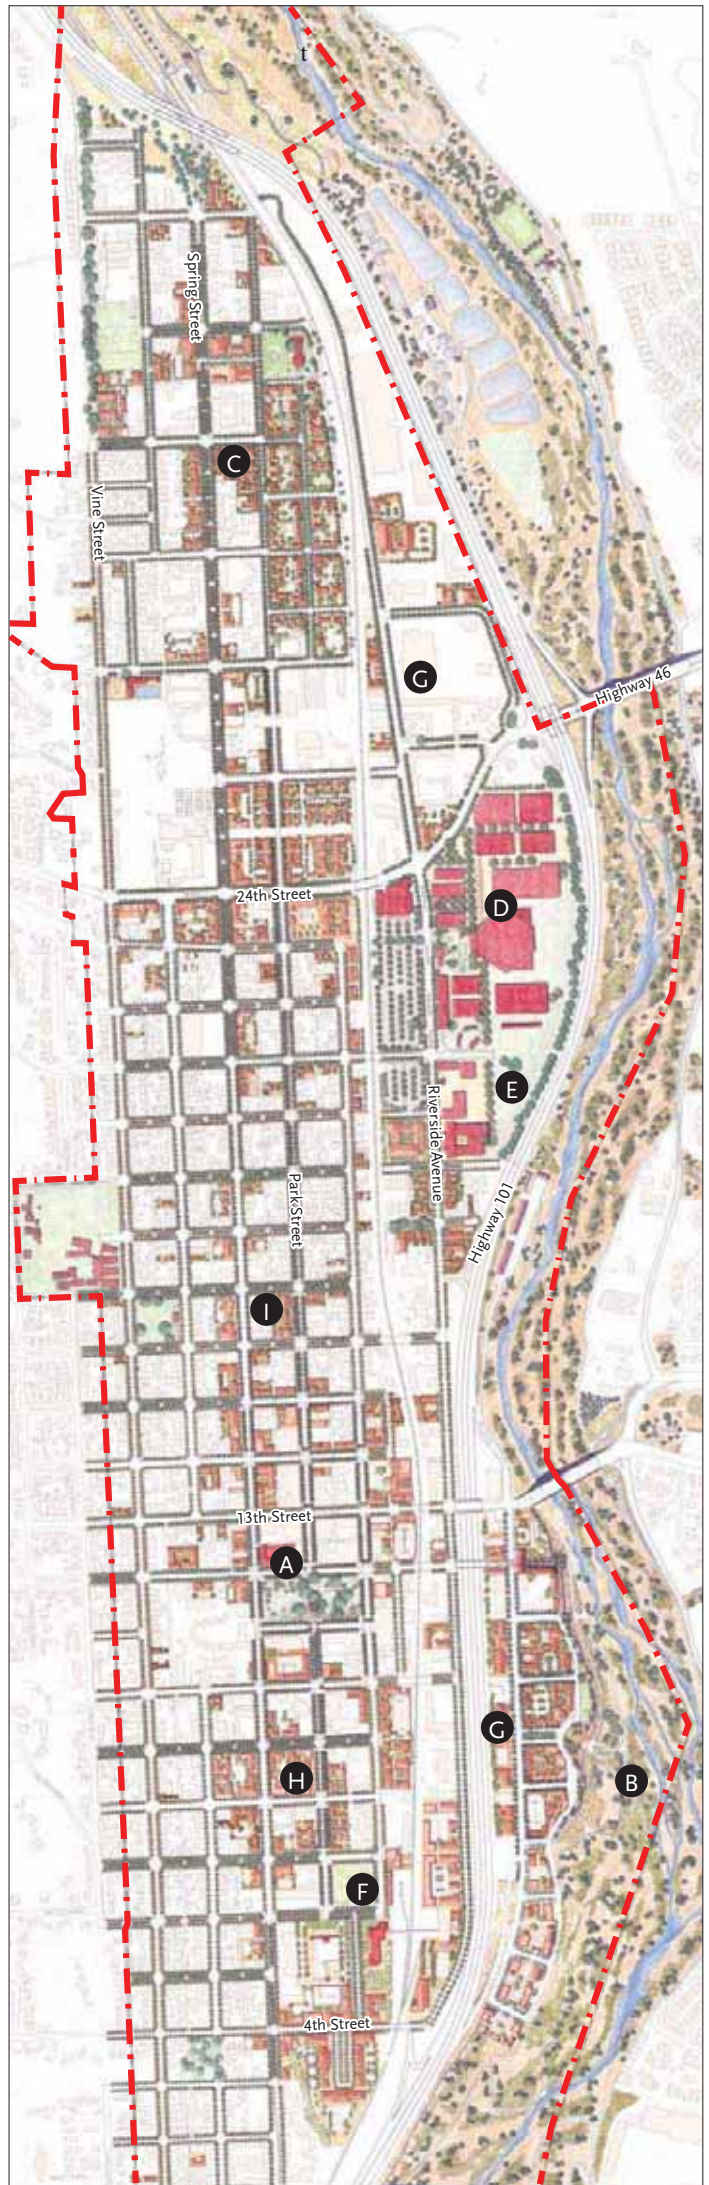 t
Spring Street
C
Vine Street
G
Highway 46
24th Street
D
E
Riverside Avenue
Park Street
Highway 101
I
13th Street
A
G
H
B
F
4th Street